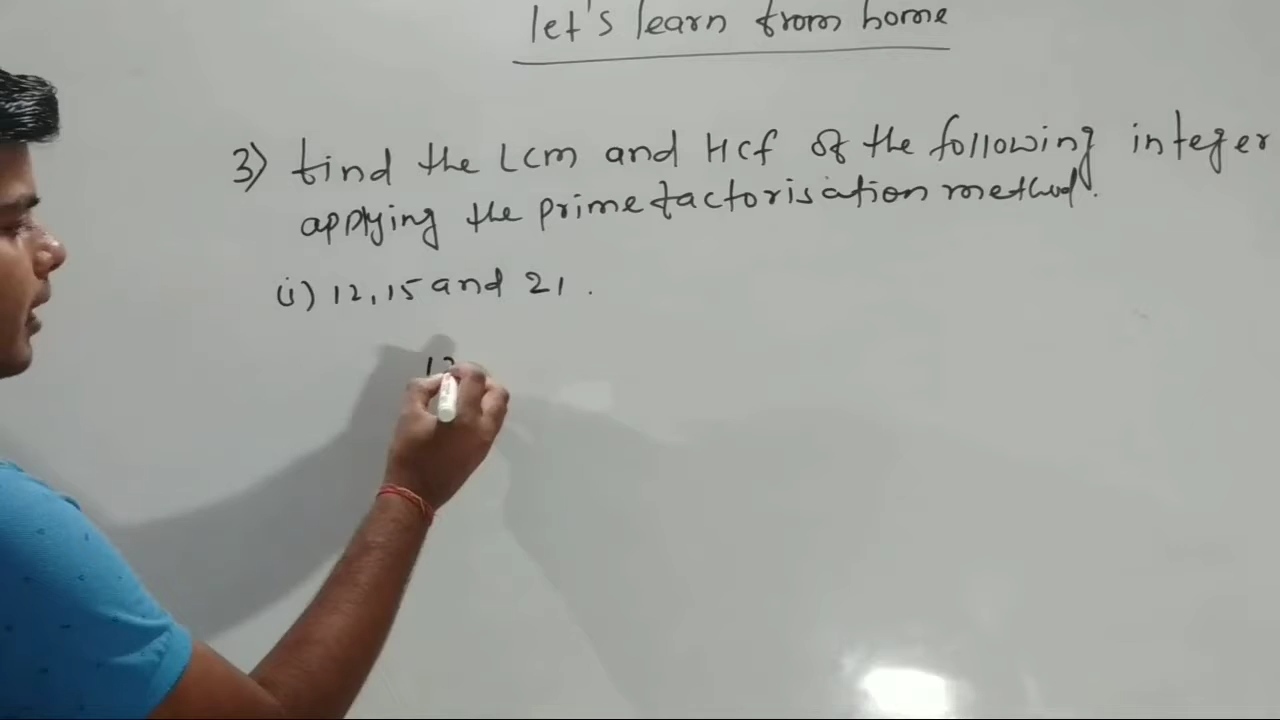 let's learn from home
3) find the LCM and HCF of the following integer
applying the prime factorisation method.
(i) 12, 15 and 21.
12